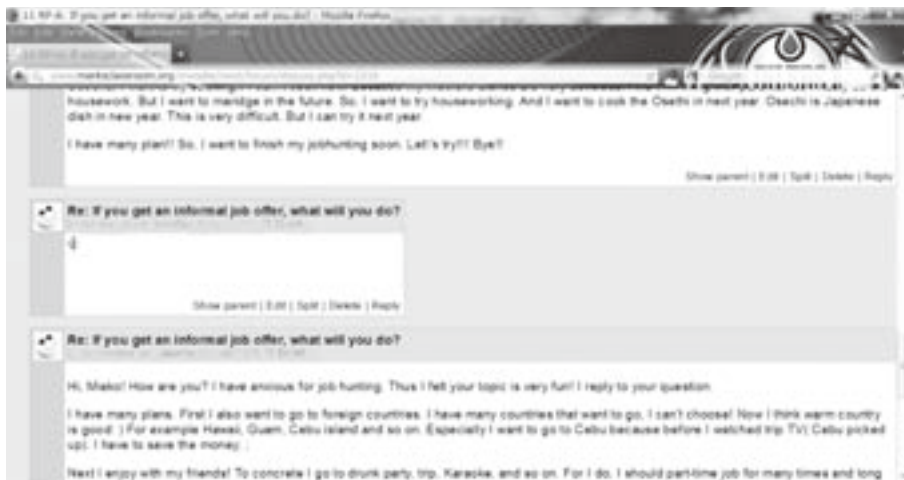 11 RP-A: If you get an informal job offer, what will you do? - Mozilla Firefox
housework. But I want to maridge in the future. So, I want to try houseworking. And I want to cook the Osethi in next year. Osechi is Japanese
dish in new year. This is very difficult. But I can try it next year.
I have many plan!! So, I want to finish my jobhunting soon. Let!'s try!!! Bye!!
Show parent | Edit | Split | Delete | Reply
Re: If you get an informal job offer, what will you do?
Show parent | Edit | Split | Delete | Reply
Re: If you get an informal job offer, what will you do?
Hi, Mieko! How are you? I have anxious for job hunting. Thus I felt your topic is very fun! I reply to your question.
I have many plans. First I also want to go to foreign countries. I have many countries that want to go. I can't choose! Now I think warm country
is good :) For example Hawaii, Guam, Cabu island and so on. Especially I want to go to Cabu because before I watched trip TV( Cabu picked
up). I have to save the money.
Next I enjoy with my friends! To concrete I go to drunk party, trip, Karaoke, and so on. For I do, I should part-time job for many times and long